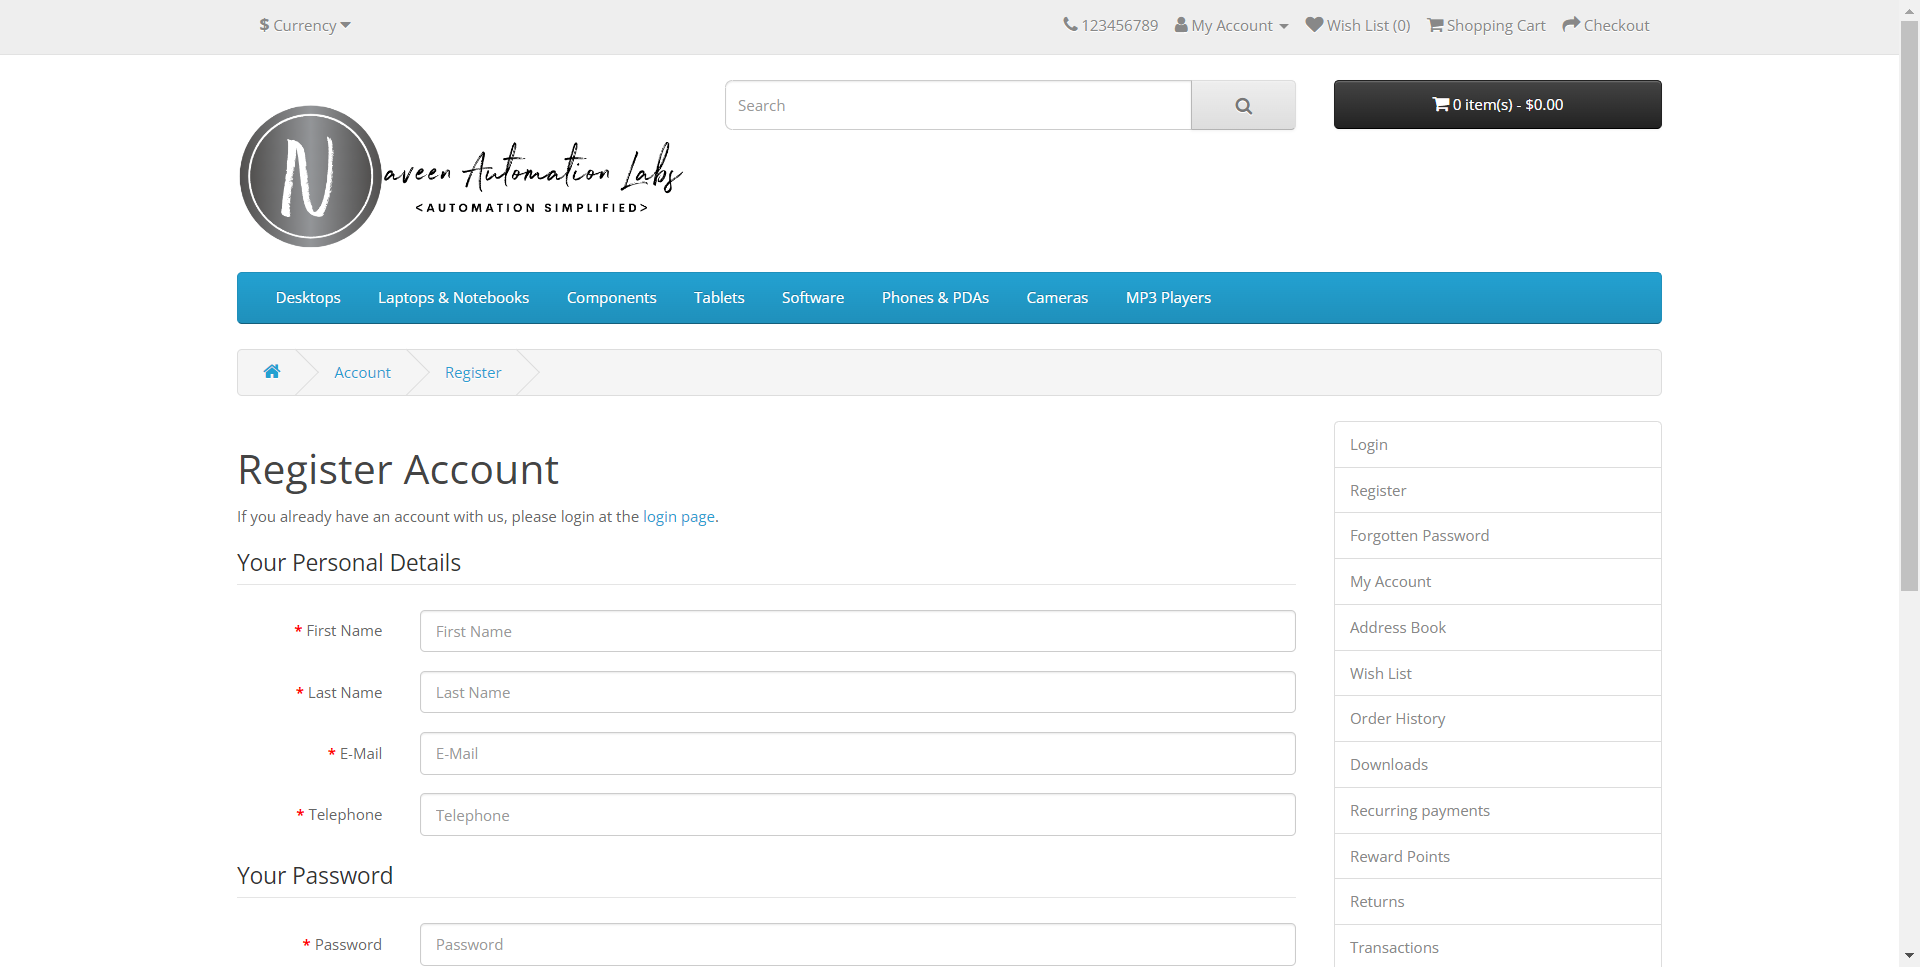 $ Currency
123456789 My Account Wish List (0) Shopping Cart Checkout
Search
0 item(s) - $0.00
N
aveen Automation Labs
<AUTOMATION SIMPLIFIED>
Desktops Laptops & Notebooks Components Tablets Software Phones & PDAs Cameras MP3 Players
Account Register
Register Account
If you already have an account with us, please login at the login page.
Your Personal Details
* First Name First Name
* Last Name Last Name
* E-Mail E-Mail
* Telephone Telephone
Your Password
* Password Password
Login
Register
Forgotten Password
My Account
Address Book
Wish List
Order History
Downloads
Recurring payments
Reward Points
Returns
Transactions